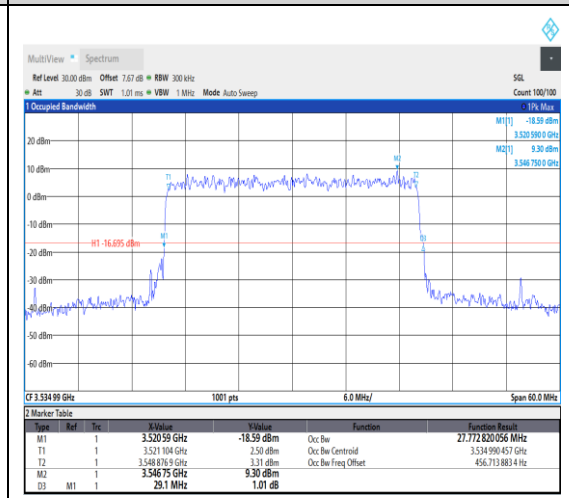 MultiView Spectrum
Ref Level 30.00 dBm Offset 7.67 dB RBW 300 kHz SGL
Att 30 dB SWT 1.01 ms VBW 1 MHz Mode Auto Sweep Count 100/100
1 Occupied Bandwidth 1Pk Max
M1[1] -18.59 dBm
3.520 590 0 GHz
M2[1] 9.30 dBm
3.546 750 0 GHz
20 dBm
10 dBm
M2
T1
T2
0 dBm
-10 dBm
M1
D3
H1 -16.695 dBm
-20 dBm
-30 dBm
-40 dBm
-50 dBm
-60 dBm
CF 3.534 99 GHz 1001 pts 6.0 MHz/ Span 60.0 MHz
2 Marker Table
Type Ref Trc X-Value Y-Value Function Function Result
M1 1 3.520 59 GHz -18.59 dBm Occ Bw 27.772 820 056 MHz
T1 1 3.521 104 GHz 2.50 dBm Occ Bw Centroid 3.534 990 457 GHz
T2 1 3.548 876 9 GHz 3.31 dBm Occ Bw Freq Offset 456.713 883 4 Hz
M2 1 3.546 75 GHz 9.30 dBm
D3 M1 1 29.1 MHz 1.01 dB